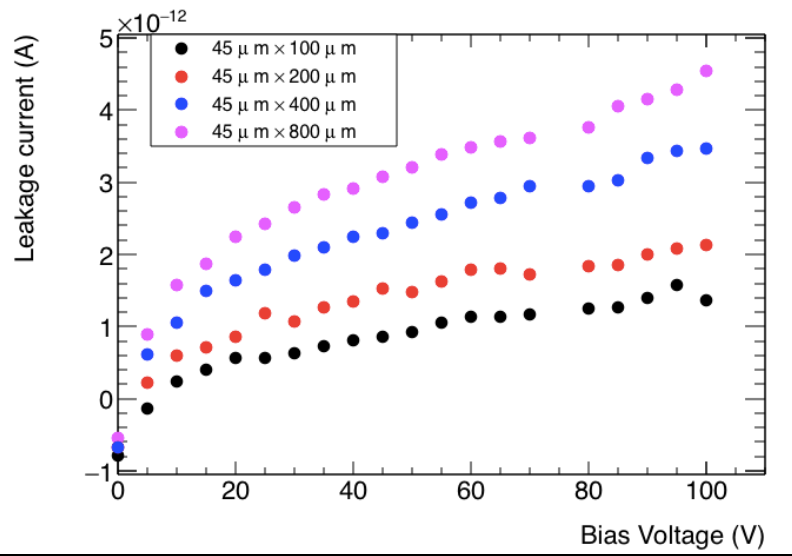 ×10⁻¹²
Leakage current (A)
45 μ m × 100 μ m
45 μ m × 200 μ m
45 μ m × 400 μ m
45 μ m × 800 μ m
5
4
3
2
1
0
−1
0 20 40 60 80 100
Bias Voltage (V)